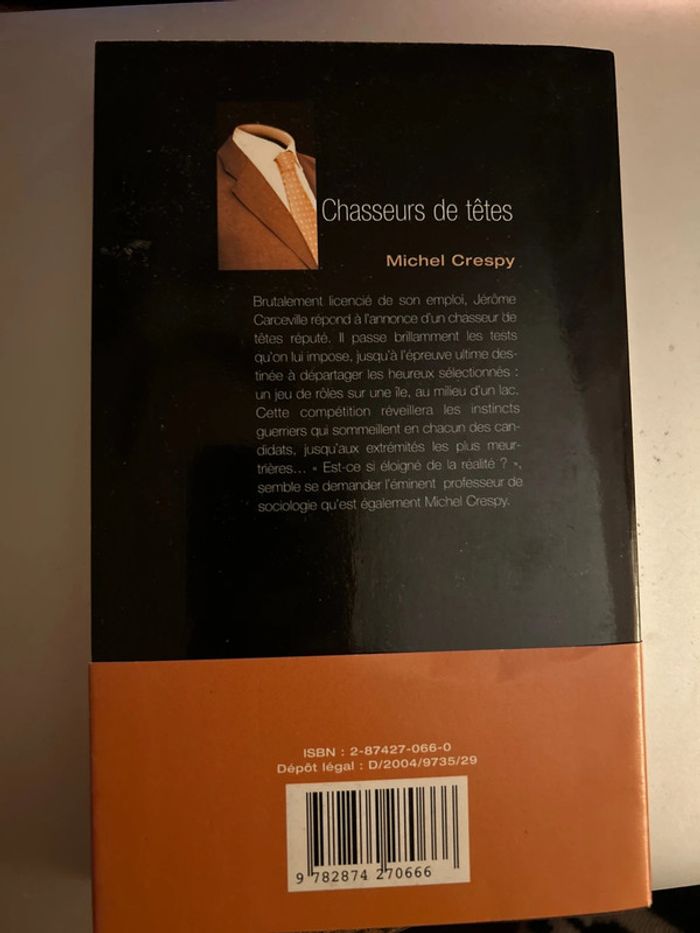 Chasseurs de têtes
Michel Crespy
Brutalement licencié de son emploi, Jérôme
Carceville répond à l'annonce d'un chasseur de
têtes réputé. Il passe brillamment les tests
qu'on lui impose, jusqu'à l'épreuve ultime des-
tinée à départager les heureux sélectionnés :
un jeu de rôles sur une île, au milieu d'un lac.
Cette compétition réveillera les instincts
guerriers qui sommeillent en chacun des can-
didats, jusqu'aux extrémités les plus meur-
trières... « Est-ce si éloigné de la réalité ? »,
semble se demander l'éminent professeur de
sociologie qu'est également Michel Crespy.
ISBN : 2-87427-066-0
Dépôt légal : D/2004/9735/29
9 782874 270666